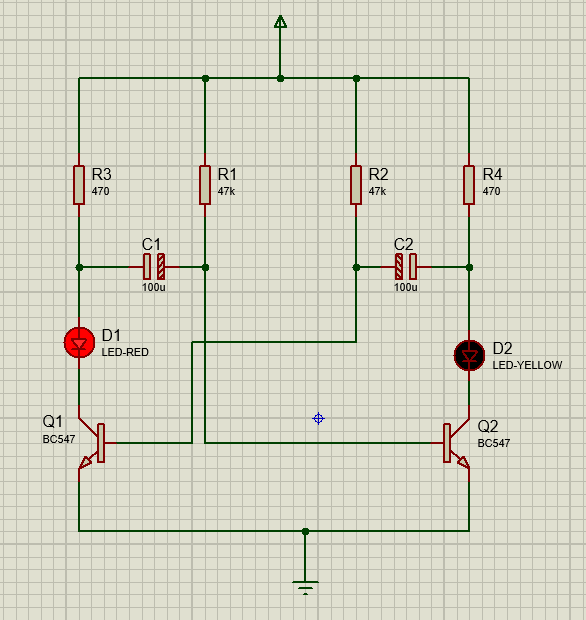 R3
470
R1
47k
R2
47k
R4
470
C1
100u
C2
100u
D1
LED-RED
D2
LED-YELLOW
Q1
BC547
Q2
BC547